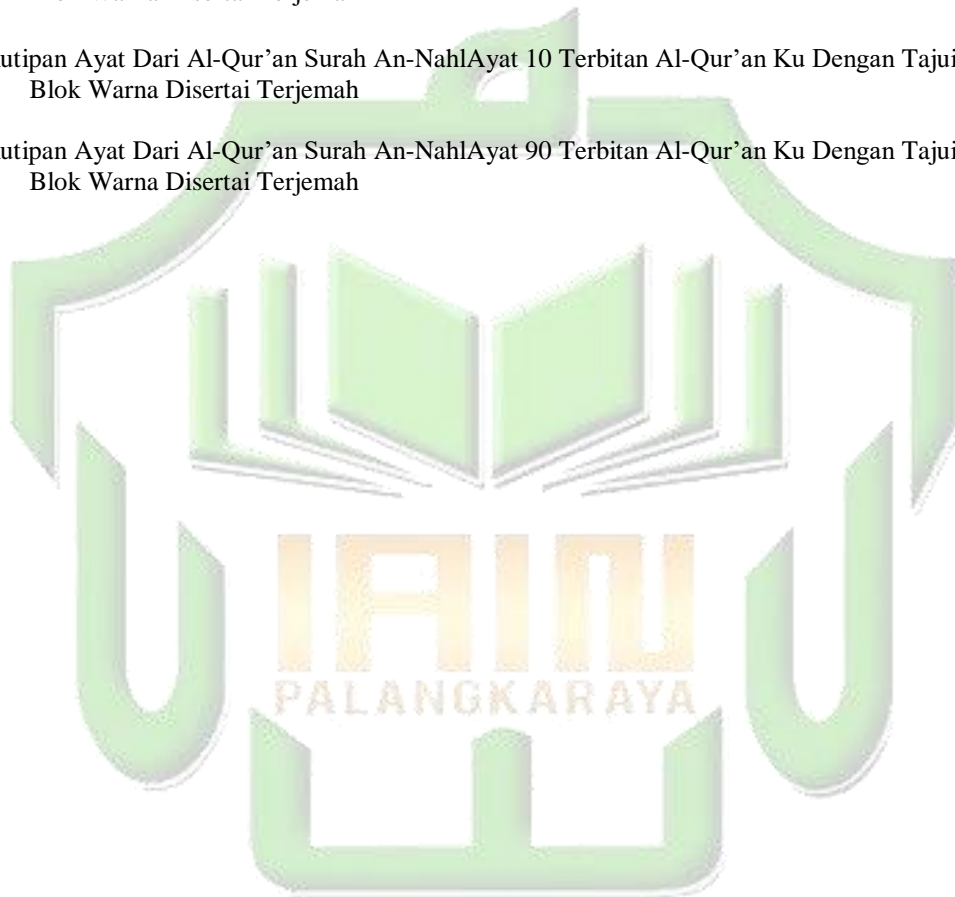 utipan Ayat Dari Al-Qur’an Surah An-NahlAyat 10 Terbitan Al-Qur’an Ku Dengan Tajui
Blok Warna Disertai Terjemah
utipan Ayat Dari Al-Qur’an Surah An-NahlAyat 90 Terbitan Al-Qur’an Ku Dengan Tajui
Blok Warna Disertai Terjemah
IAIN
PALANGKARAYA